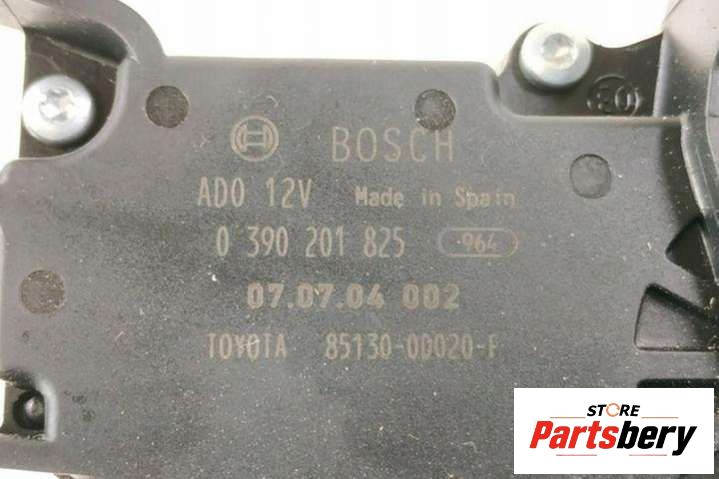 BOSCH
AD0 12V Made in Spain
0 390 201 825 964
07.07.04 002
TOYOTA 85130-0D020-F
STORE
Partsbery